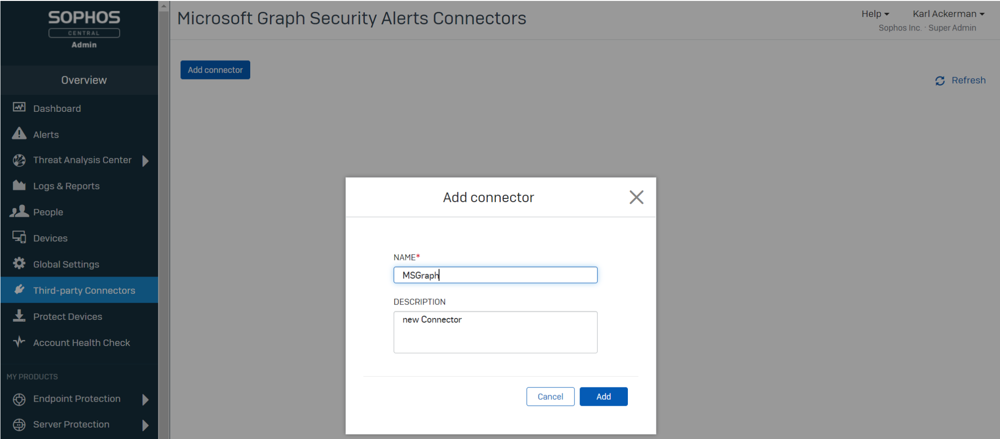 SOPHOS
CENTRAL
Admin
Overview
Dashboard
Alerts
Threat Analysis Center
Logs & Reports
People
Devices
Global Settings
Third-party Connectors
Protect Devices
Account Health Check
MY PRODUCTS
Endpoint Protection
Server Protection
Microsoft Graph Security Alerts Connectors
Help
Karl Ackerman
Sophos Inc. · Super Admin
Add connector
Refresh
Add connector
NAME*
MSGraph
DESCRIPTION
new Connector
Cancel
Add